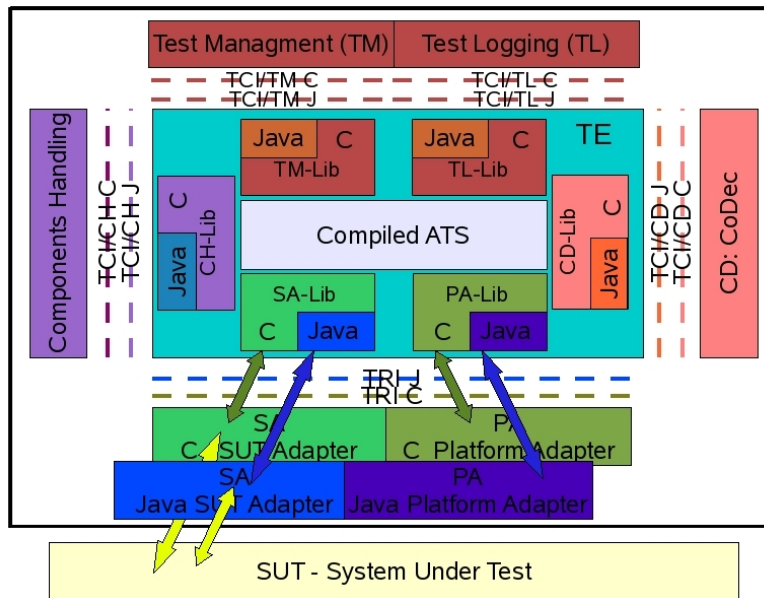 Test Managment (TM)
Test Logging (TL)
TCI/TM C
TCI/TL C
TCI/TM J
TCI/TL J
Components Handling
TCI/CH C
TCI/CH J
TE
Java
C
TM-Lib
Java
C
TL-Lib
C
Java
CH-Lib
Compiled ATS
CD-Lib
C
Java
SA-Lib
C
Java
PA-Lib
C
Java
TCI/CD J
TCI/CD C
CD: CoDec
TRI J
TRI C
SA
C SUT Adapter
PA
C Platform Adapter
SA
Java SUT Adapter
PA
Java Platform Adapter
SUT - System Under Test